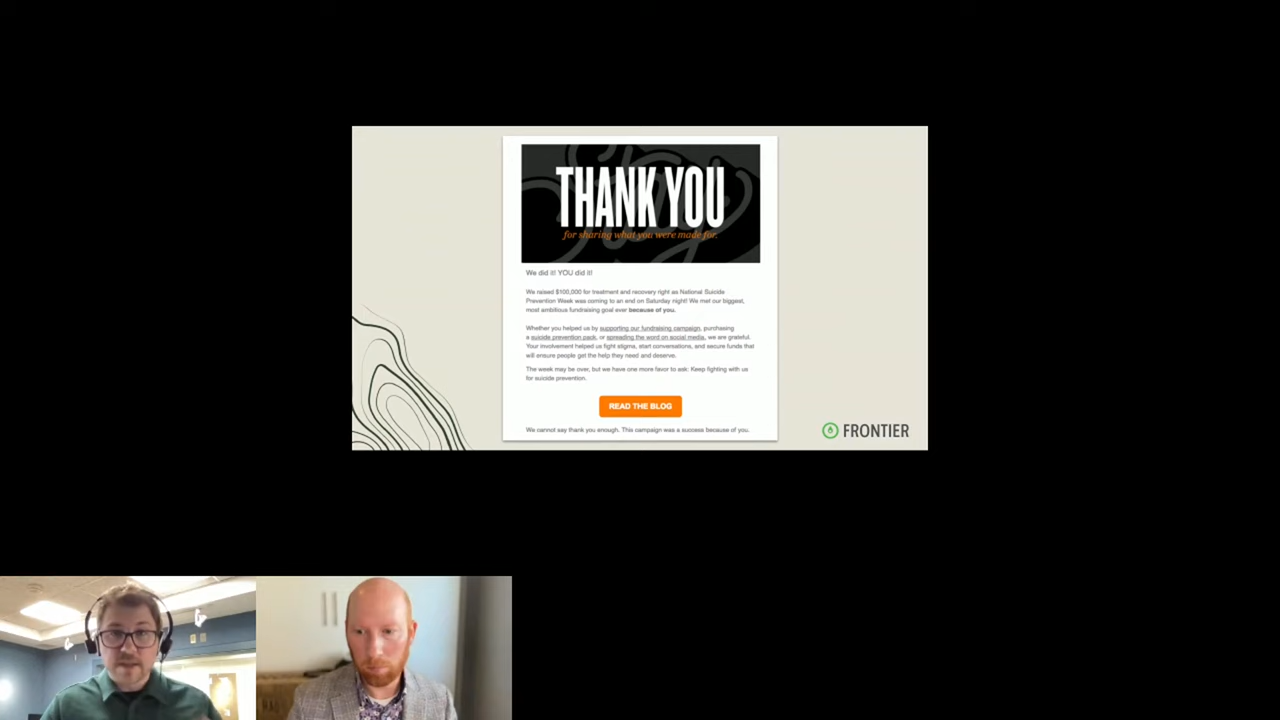 THANK YOU
for sharing what you were made for.
We did it! YOU did it!
We raised $100,000 for treatment and recovery right as National Suicide
Prevention Week was coming to an end on Saturday night! We met our biggest,
most ambitious fundraising goal ever because of you.
Whether you helped us by supporting our fundraising campaign, purchasing
a suicide prevention pack, or spreading the word on social media, we are grateful.
Your involvement helped us fight stigma, start conversations, and secure funds that
will ensure people get the help they need and deserve.
The week may be over, but we have one more favor to ask: Keep fighting with us
for suicide prevention.
READ THE BLOG
We cannot say thank you enough. This campaign was a success because of you.
FRONTIER